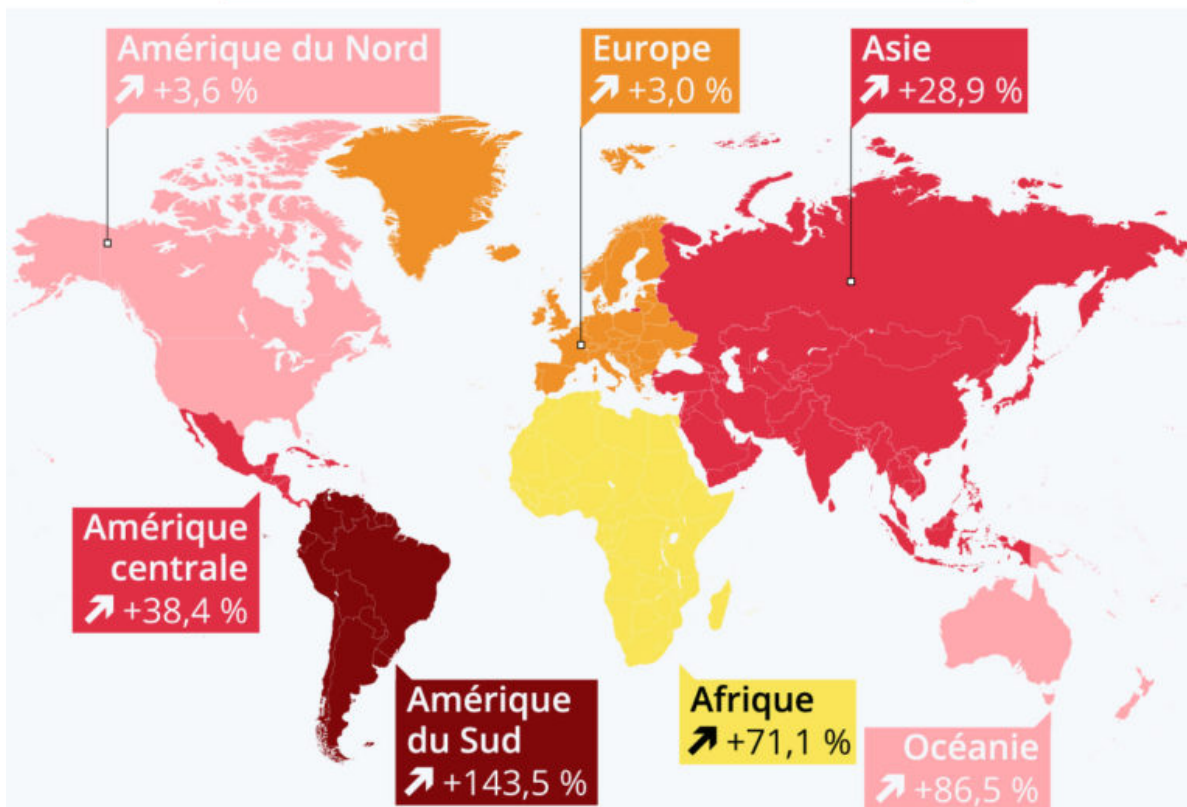 Amérique du Nord
+3,6 %
Europe
+3,0 %
Asie
+28,9 %
Amérique
centrale
+38,4 %
Amérique
du Sud
+143,5 %
Afrique
+71,1 %
Océanie
+86,5 %